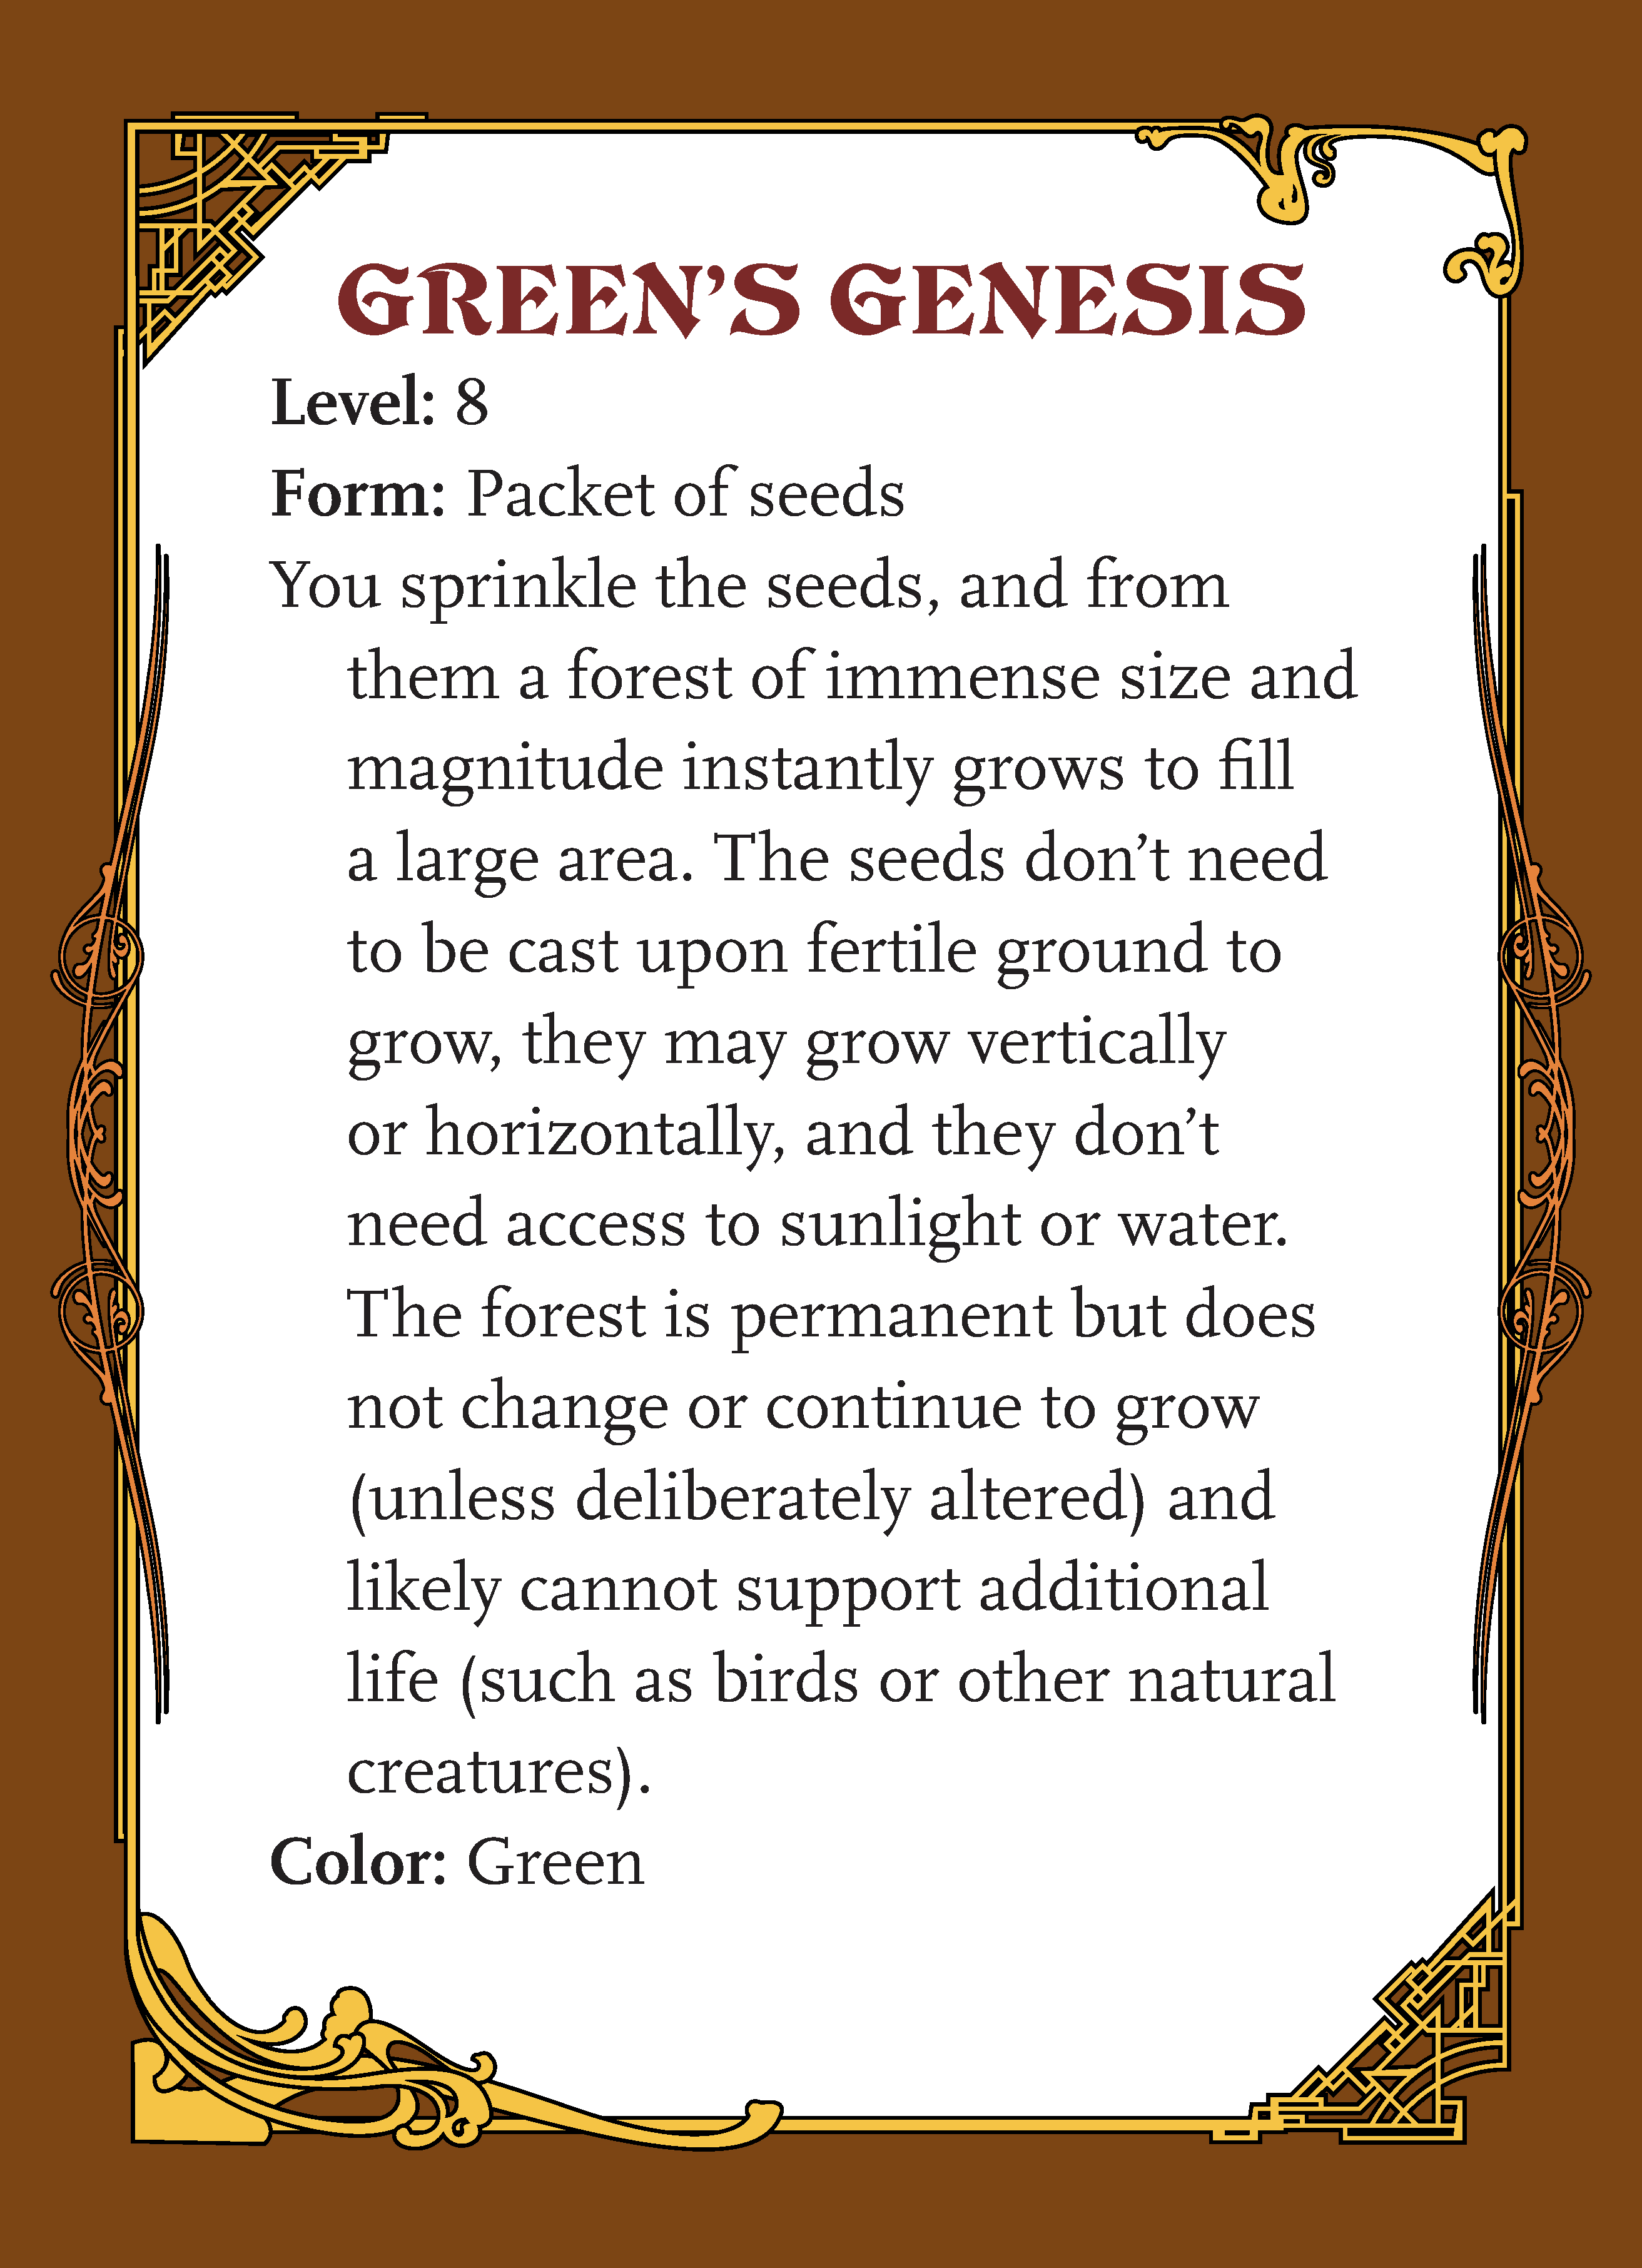 GREEN’S GENESIS
Level: 8
Form: Packet of seeds
You sprinkle the seeds, and from
them a forest of immense size and
magnitude instantly grows to fill
a large area. The seeds don’t need
to be cast upon fertile ground to
grow, they may grow vertically
or horizontally, and they don’t
need access to sunlight or water.
The forest is permanent but does
not change or continue to grow
(unless deliberately altered) and
likely cannot support additional
life (such as birds or other natural
creatures).
Color: Green